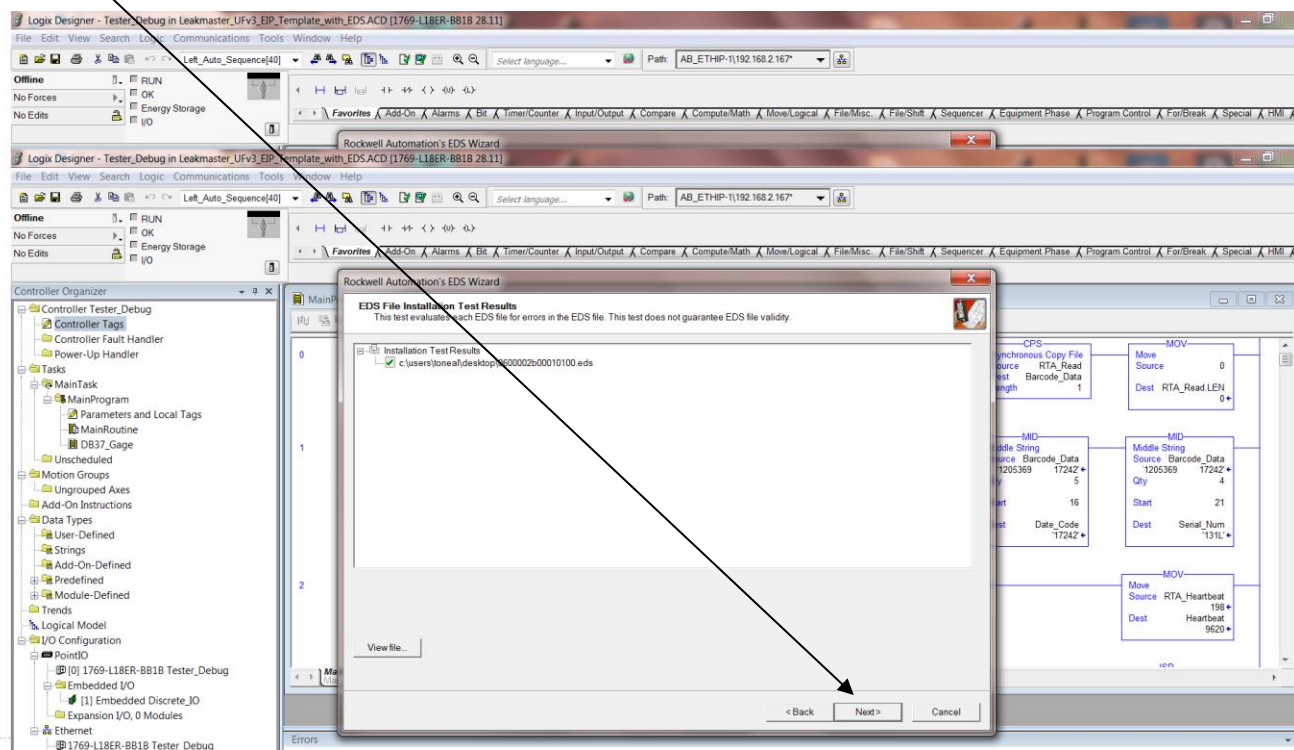 Logix Designer - Tester_Debug in Leakmaster_UFv3_EIP_Template_with_EDS.ACD [1769-L18ER-BB1B 28.11]
File Edit View Search Logic Communications Tools Window Help
Left_Auto_Sequence[40] Select language... Path: AB_ETHIP-1\192.168.2.167*
Offline RUN
No Forces OK
No Edits Energy Storage
I/O
Favorites Add-On Alarms Bit Timer/Counter Input/Output Compare Compute/Math Move/Logical File/Misc. File/Shift Sequencer Equipment Phase Program Control For/Break Special HMI
Rockwell Automation's EDS Wizard
Logix Designer - Tester_Debug in Leakmaster_UFv3_EIP_Template_with_EDS.ACD [1769-L18ER-BB1B 28.11]
File Edit View Search Logic Communications Tools Window Help
Left_Auto_Sequence[40] Select language... Path: AB_ETHIP-1\192.168.2.167*
Offline RUN
No Forces OK
No Edits Energy Storage
I/O
Favorites Add-On Alarms Bit Timer/Counter Input/Output Compare Compute/Math Move/Logical File/Misc. File/Shift Sequencer Equipment Phase Program Control For/Break Special HMI
Controller Organizer
Controller Tester_Debug
Controller Tags
Controller Fault Handler
Power-Up Handler
Tasks
MainTask
MainProgram
Parameters and Local Tags
MainRoutine
DB37_Gage
Unscheduled
Motion Groups
Ungrouped Axes
Add-On Instructions
Data Types
User-Defined
Strings
Add-On-Defined
Predefined
Module-Defined
Trends
Logical Model
I/O Configuration
PointIO
[0] 1769-L18ER-BB1B Tester_Debug
Embedded I/O
[1] Embedded Discrete_IO
Expansion I/O, 0 Modules
Ethernet
1769-L18ER-BB1B Tester_Debug
Rockwell Automation's EDS Wizard
EDS File Installation Test Results
This test evaluates each EDS file for errors in the EDS file. This test does not guarantee EDS file validity.
Installation Test Results
c:\users\toneal\desktop\0600002b00010100.eds
View file...
< Back Next > Cancel
MainP
0
1
2
CPS
ynchronous Copy File
ource RTA_Read
est Barcode_Data
ength 1
MOV
Move
Source 0
Dest RTA_Read.LEN
0
MID
iddle String
ource Barcode_Data
'1205369 17242'
y 5
art 16
est Date_Code
'17242'
MID
Middle String
Source Barcode_Data
'1205369 17242'
Qty 4
Start 21
Dest Serial_Num
'131L'
MOV
Move
Source RTA_Heartbeat
198
Dest Heartbeat
9620
Errors